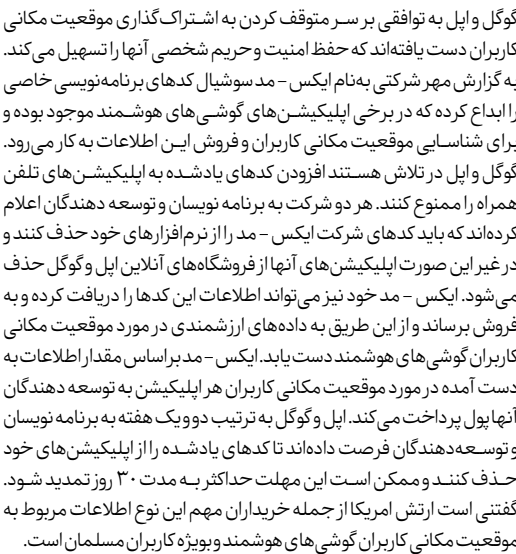 گوگل و اپل به توافقی بر سر متوقف کردن به اشتراک‌گذاری موقعیت مکانی
کاربران دست یافته‌اند که حفظ امنیت و حریم شخصی آنها را تسهیل می‌کند.
به گزارش مهر شرکتی به‌نام ایکس – مد سوشیال کدهای برنامه‌نویسی خاصی
را ابداع کرده که در برخی اپلیکیشن‌های گوشی‌های هوشمند موجود بوده و
برای شناسایی موقعیت مکانی کاربران و فروش این اطلاعات به کار می‌رود.
گوگل و اپل در تلاش هستند افزودن کدهای یادشده به اپلیکیشن‌های تلفن
همراه را ممنوع کنند. هر دو شرکت به برنامه نویسان و توسعه دهندگان اعلام
کرده‌اند که باید کدهای شرکت ایکس – مد را از نرم‌افزارهای خود حذف کنند و
در غیر این صورت اپلیکیشن‌های آنها از فروشگاه‌های آنلاین اپل و گوگل حذف
می‌شود. ایکس – مد خود نیز می‌تواند اطلاعات این کدها را دریافت کرده و به
فروش برساند و از این طریق به داده‌های ارزشمندی در مورد موقعیت مکانی
کاربران گوشی‌های هوشمند دست یابد. ایکس – مد براساس مقدار اطلاعات به
دست آمده در مورد موقعیت مکانی کاربران هر اپلیکیشن به توسعه دهندگان
آنها پول پرداخت می‌کند. اپل و گوگل به ترتیب دو و یک هفته به برنامه نویسان
و توسعه‌دهندگان فرصت داده‌اند تا کدهای یادشده را از اپلیکیشن‌های خود
حذف کنند و ممکن است این مهلت حداکثر به مدت ۳۰ روز تمدید شود.
گفتنی است ارتش امریکا از جمله خریداران مهم این نوع اطلاعات مربوط به
موقعیت مکانی کاربران گوشی‌های هوشمند وبویژه کاربران مسلمان است.